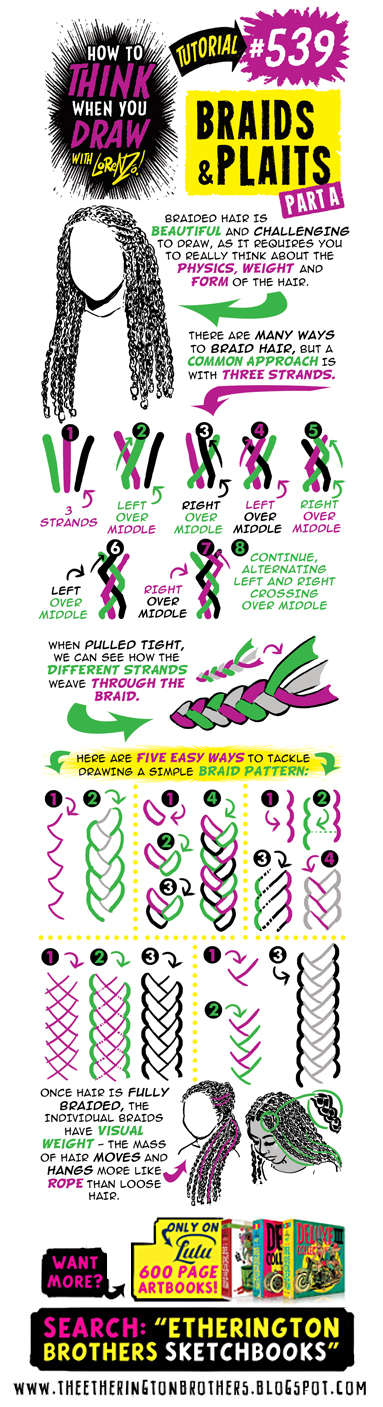 HOW TO
THINK
WHEN YOU
DRAW
WITH LORENZO!
TUTORIAL #539
BRAIDS
& PLAITS
PART A
BRAIDED HAIR IS
BEAUTIFUL AND CHALLENGING
TO DRAW, AS IT REQUIRES YOU
TO REALLY THINK ABOUT THE
PHYSICS, WEIGHT AND
FORM OF THE HAIR.
THERE ARE MANY WAYS
TO BRAID HAIR, BUT A
COMMON APPROACH IS
WITH THREE STRANDS.
1
3
STRANDS
2
LEFT
OVER
MIDDLE
3
RIGHT
OVER
MIDDLE
4
LEFT
OVER
MIDDLE
5
RIGHT
OVER
MIDDLE
6
LEFT
OVER
MIDDLE
7
RIGHT
OVER
MIDDLE
8
CONTINUE,
ALTERNATING
LEFT AND RIGHT
CROSSING
OVER MIDDLE
WHEN PULLED TIGHT,
WE CAN SEE HOW THE
DIFFERENT STRANDS
WEAVE THROUGH THE
BRAID.
HERE ARE FIVE EASY WAYS TO TACKLE
DRAWING A SIMPLE BRAID PATTERN:
1 2
1 4
2
3
1 2
3 4
1 2 3
1 3
2
ONCE HAIR IS FULLY
BRAIDED, THE
INDIVIDUAL BRAIDS
HAVE VISUAL
WEIGHT - THE MASS
OF HAIR MOVES AND
HANGS MORE LIKE
ROPE THAN LOOSE
HAIR.
WANT
MORE?
ONLY ON
Lulu
600 PAGE
ARTBOOKS!
DELUXE III
SEARCH: "ETHERINGTON
BROTHERS SKETCHBOOKS"
WWW.THEETHERINGTONBROTHERS.BLOGSPOT.COM